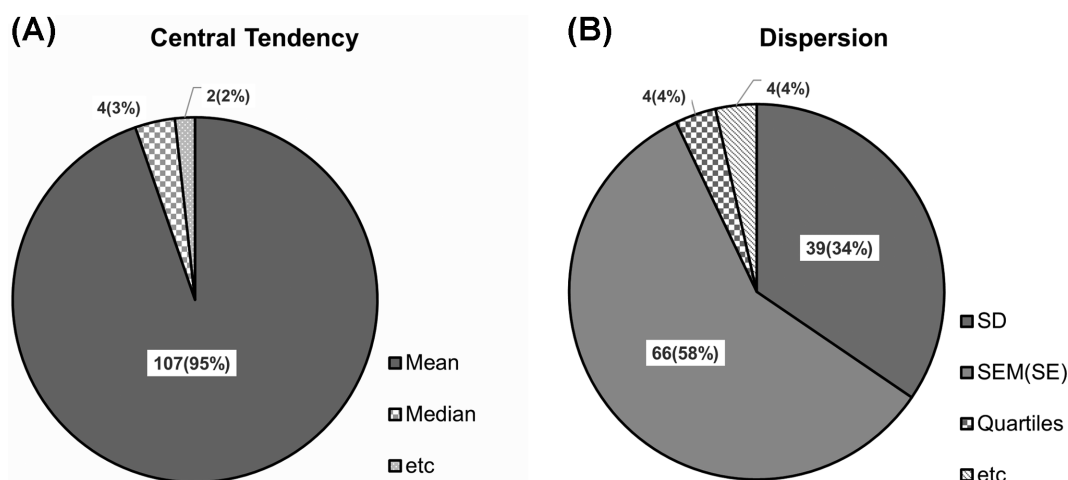 (A)
Central Tendency
4(3%)
2(2%)
107(95%)
Mean
Median
etc
(B)
Dispersion
4(4%)
4(4%)
39(34%)
66(58%)
SD
SEM(SE)
Quartiles
etc